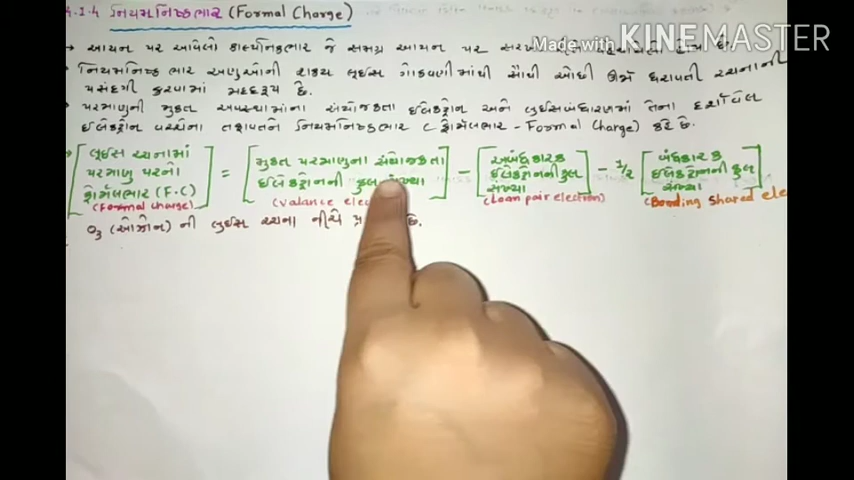 4.1.4 નિયમનિષ્ઠભાર (Formal Charge)
Made with KINEMASTER
→ આયન પર આવેલો કાલ્પનિકભાર જે સમગ્ર આયન પર
→ નિયમનિષ્ઠ ભાર અણુઓની શક્ય લૂઇસ ગોઠવણીમાંથી સૌથી ઓછી ઊર્જા ધરાવતી રચનાની
પસંદગી કરવામાં મદદરૂપ છે.
→ પરમાણુની મુક્ત અવસ્થામાંના સંયોજકતા ઇલેક્ટ્રોન અને લુઇસબંધારણમાં તેના દર્શાવેલ
ઇલેક્ટ્રોન વચ્ચેના તફાવતને નિયમનિષ્ઠભાર ( ફોર્મલભાર - Formal Charge) કહે છે.
→ [લૂઇસ રચનામાં પરમાણુ પરનો ફોર્મલભાર (F.C)] = [મુક્ત પરમાણુના સંયોજકતા ઇલેક્ટ્રોનની કુલ સંખ્યા] - [અબંધકારક ઇલેક્ટ્રોનની કુલ સંખ્યા] - 1/2 [બંધકારક ઇલેક્ટ્રોનની કુલ સંખ્યા]
(Formal charge) (Valance (Loan pair electron) (Bonding shared ele
O3 (ઓઝોન) ની લુઇસ રચના નીચે છે.